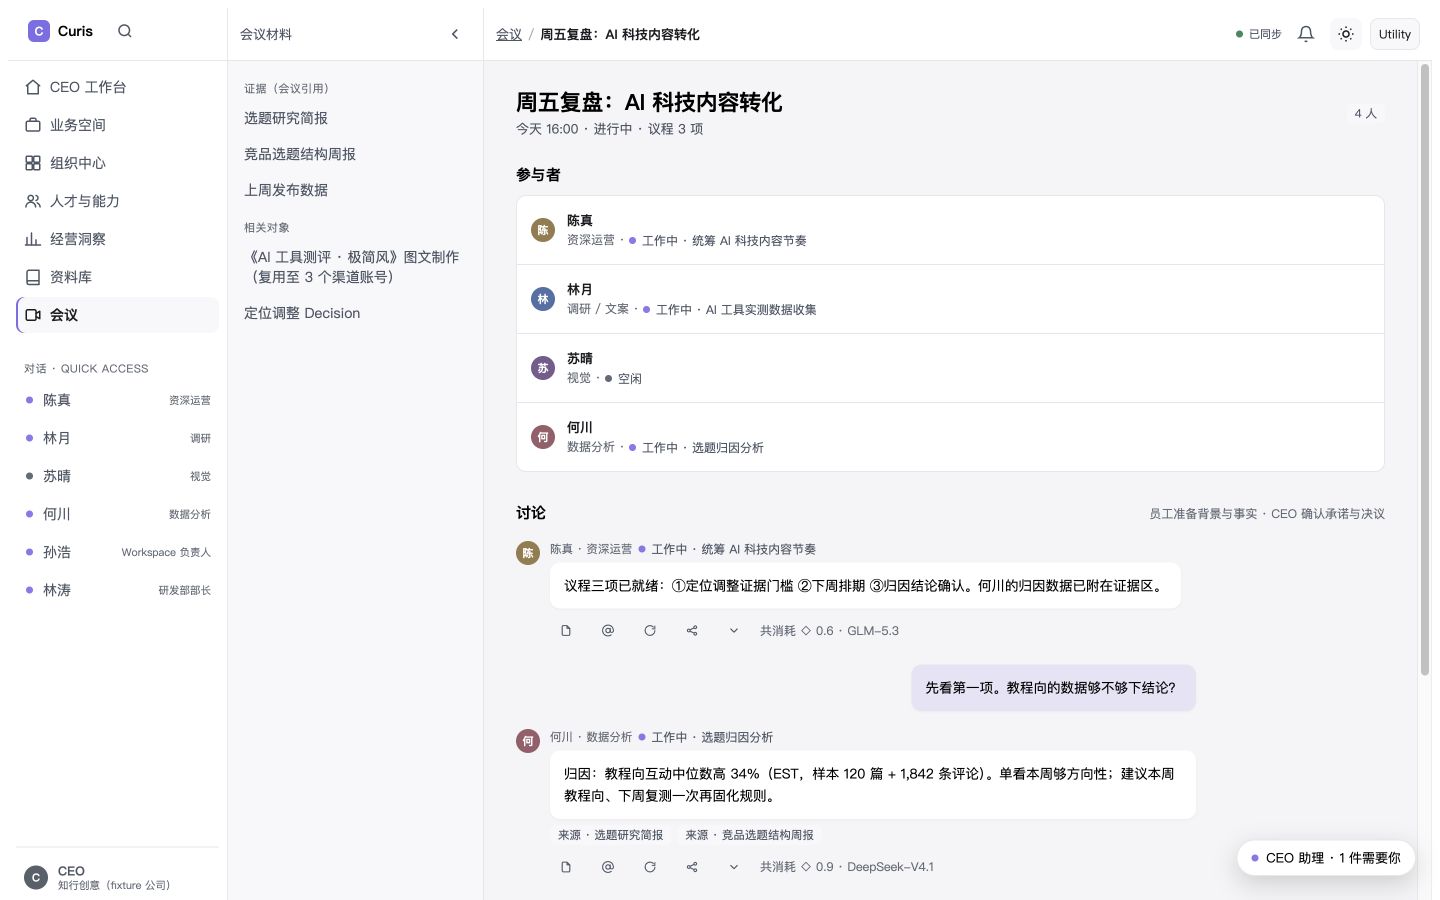 C Curis
CEO 工作台
业务空间
组织中心
人才与能力
经营洞察
资料库
会议
对话 · QUICK ACCESS
陈真 资深运营
林月 调研
苏晴 视觉
何川 数据分析
孙浩 Workspace 负责人
林涛 研发部部长
C CEO
知行创意（fixture 公司）
会议材料
证据（会议引用）
选题研究简报
竞品选题结构周报
上周发布数据
相关对象
《AI 工具测评 · 极简风》图文制作
（复用至 3 个渠道账号）
定位调整 Decision
会议 / 周五复盘：AI 科技内容转化
已同步 Utility
周五复盘：AI 科技内容转化
今天 16:00 · 进行中 · 议程 3 项
4 人
参与者
陈 陈真
资深运营 · 工作中 · 统筹 AI 科技内容节奏
林 林月
调研 / 文案 · 工作中 · AI 工具实测数据收集
苏 苏晴
视觉 · 空闲
何 何川
数据分析 · 工作中 · 选题归因分析
讨论 员工准备背景与事实 · CEO 确认承诺与决议
陈 陈真 · 资深运营 工作中 · 统筹 AI 科技内容节奏
议程三项已就绪：①定位调整证据门槛 ②下周排期 ③归因结论确认。何川的归因数据已附在证据区。
共消耗 ◇ 0.6 · GLM-5.3
先看第一项。教程向的数据够不够下结论？
何 何川 · 数据分析 工作中 · 选题归因分析
归因：教程向互动中位数高 34%（EST，样本 120 篇 + 1,842 条评论）。单看本周够方向性；建议本周
教程向、下周复测一次再固化规则。
来源 · 选题研究简报 来源 · 竞品选题结构周报
共消耗 ◇ 0.9 · DeepSeek-V4.1
CEO 助理 · 1 件需要你